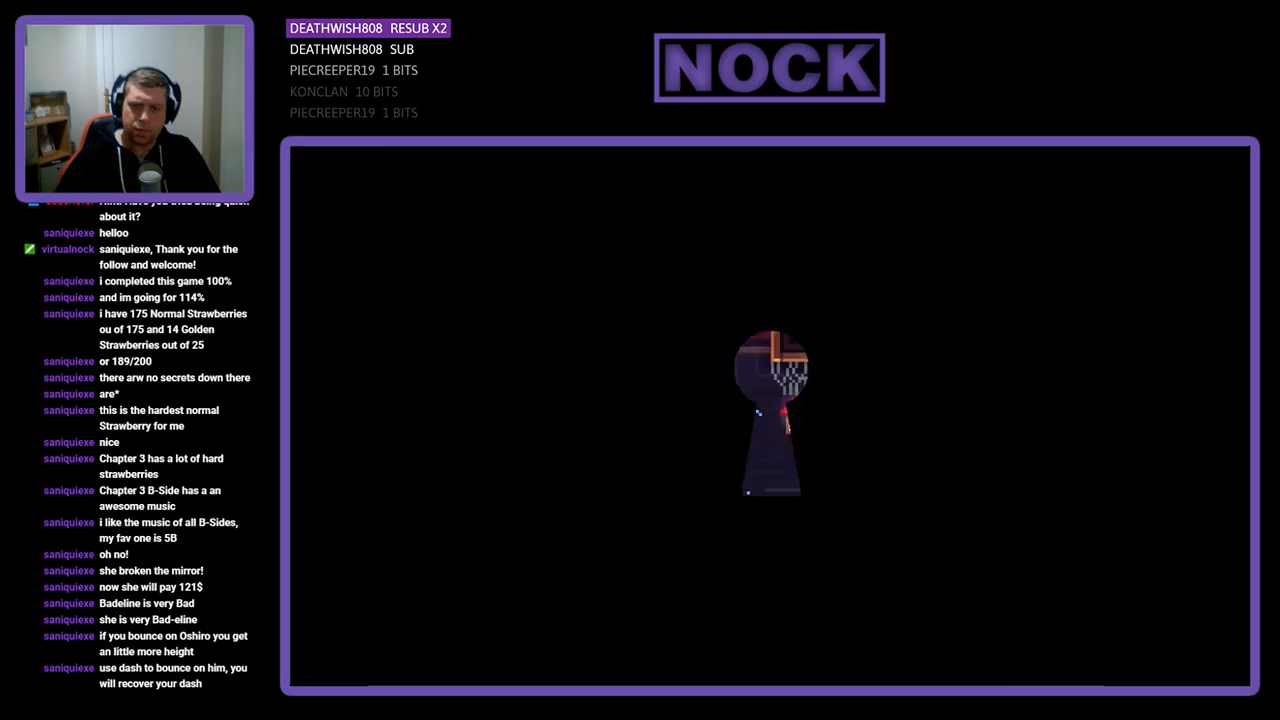 DEATHWISH808 RESUB X2
DEATHWISH808 SUB
PIECREEPER19 1 BITS
KONCLAN 10 BITS
PIECREEPER19 1 BITS
NOCK
about it?
saniquiexe helloo
virtualnock saniquiexe, Thank you for the
follow and welcome!
saniquiexe i completed this game 100%
saniquiexe and im going for 114%
saniquiexe i have 175 Normal Strawberries
ou of 175 and 14 Golden
Strawberries out of 25
saniquiexe or 189/200
saniquiexe there arw no secrets down there
saniquiexe are*
saniquiexe this is the hardest normal
Strawberry for me
saniquiexe nice
saniquiexe Chapter 3 has a lot of hard
strawberries
saniquiexe Chapter 3 B-Side has a an
awesome music
saniquiexe i like the music of all B-Sides,
my fav one is 5B
saniquiexe oh no!
saniquiexe she broken the mirror!
saniquiexe now she will pay 121$
saniquiexe Badeline is very Bad
saniquiexe she is very Bad-eline
saniquiexe if you bounce on Oshiro you get
an little more height
saniquiexe use dash to bounce on him, you
will recover your dash